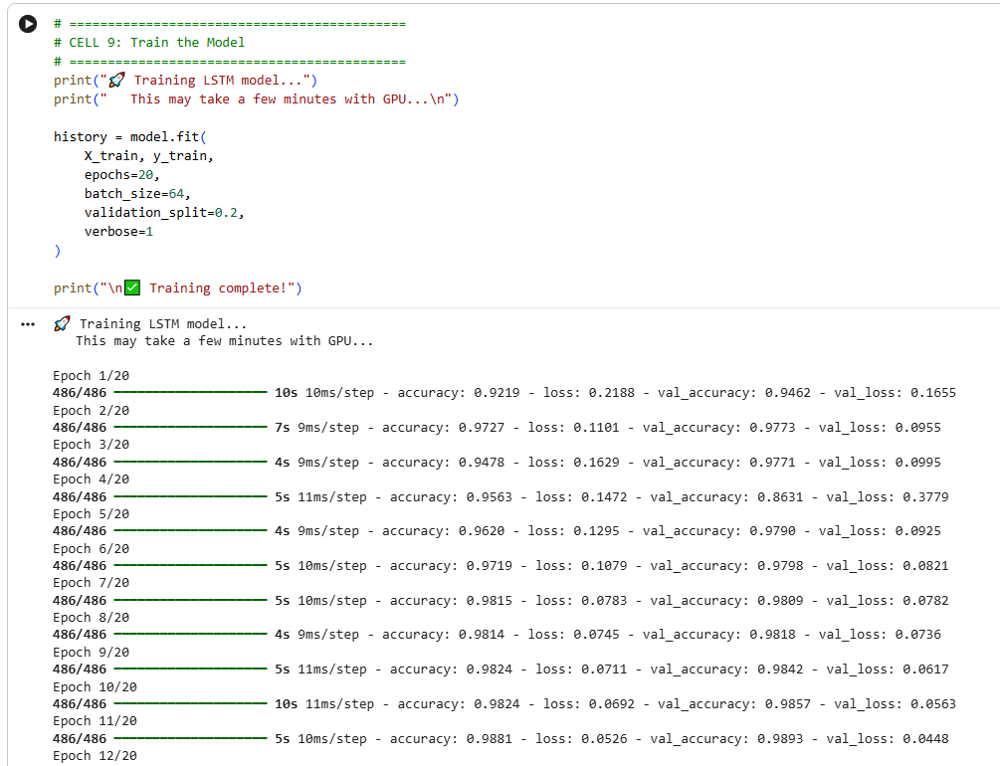 # ============================================
# CELL 9: Train the Model
# ============================================
print("🚀 Training LSTM model...")
print("   This may take a few minutes with GPU...\n")
history = model.fit(
    X_train, y_train,
    epochs=20,
    batch_size=64,
    validation_split=0.2,
    verbose=1
)
print("\n✅ Training complete!")
🚀 Training LSTM model...
   This may take a few minutes with GPU...
Epoch 1/20
486/486 ━━━━━━━━━━━━━━━━━━━━ 10s 10ms/step - accuracy: 0.9219 - loss: 0.2188 - val_accuracy: 0.9462 - val_loss: 0.1655
Epoch 2/20
486/486 ━━━━━━━━━━━━━━━━━━━━ 7s 9ms/step - accuracy: 0.9727 - loss: 0.1101 - val_accuracy: 0.9773 - val_loss: 0.0955
Epoch 3/20
486/486 ━━━━━━━━━━━━━━━━━━━━ 4s 9ms/step - accuracy: 0.9478 - loss: 0.1629 - val_accuracy: 0.9771 - val_loss: 0.0995
Epoch 4/20
486/486 ━━━━━━━━━━━━━━━━━━━━ 5s 11ms/step - accuracy: 0.9563 - loss: 0.1472 - val_accuracy: 0.8631 - val_loss: 0.3779
Epoch 5/20
486/486 ━━━━━━━━━━━━━━━━━━━━ 4s 9ms/step - accuracy: 0.9620 - loss: 0.1295 - val_accuracy: 0.9790 - val_loss: 0.0925
Epoch 6/20
486/486 ━━━━━━━━━━━━━━━━━━━━ 5s 10ms/step - accuracy: 0.9719 - loss: 0.1079 - val_accuracy: 0.9798 - val_loss: 0.0821
Epoch 7/20
486/486 ━━━━━━━━━━━━━━━━━━━━ 5s 10ms/step - accuracy: 0.9815 - loss: 0.0783 - val_accuracy: 0.9809 - val_loss: 0.0782
Epoch 8/20
486/486 ━━━━━━━━━━━━━━━━━━━━ 4s 9ms/step - accuracy: 0.9814 - loss: 0.0745 - val_accuracy: 0.9818 - val_loss: 0.0736
Epoch 9/20
486/486 ━━━━━━━━━━━━━━━━━━━━ 5s 11ms/step - accuracy: 0.9824 - loss: 0.0711 - val_accuracy: 0.9842 - val_loss: 0.0617
Epoch 10/20
486/486 ━━━━━━━━━━━━━━━━━━━━ 10s 11ms/step - accuracy: 0.9824 - loss: 0.0692 - val_accuracy: 0.9857 - val_loss: 0.0563
Epoch 11/20
486/486 ━━━━━━━━━━━━━━━━━━━━ 5s 10ms/step - accuracy: 0.9881 - loss: 0.0526 - val_accuracy: 0.9893 - val_loss: 0.0448
Epoch 12/20